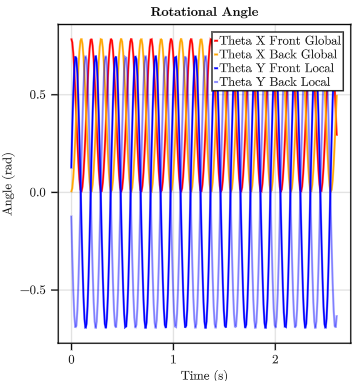 Rotational Angle
Theta X Front Global
Theta X Back Global
Theta Y Front Local
Theta Y Back Local
0.5
0.0
−0.5
Angle (rad)
0
1
2
Time (s)